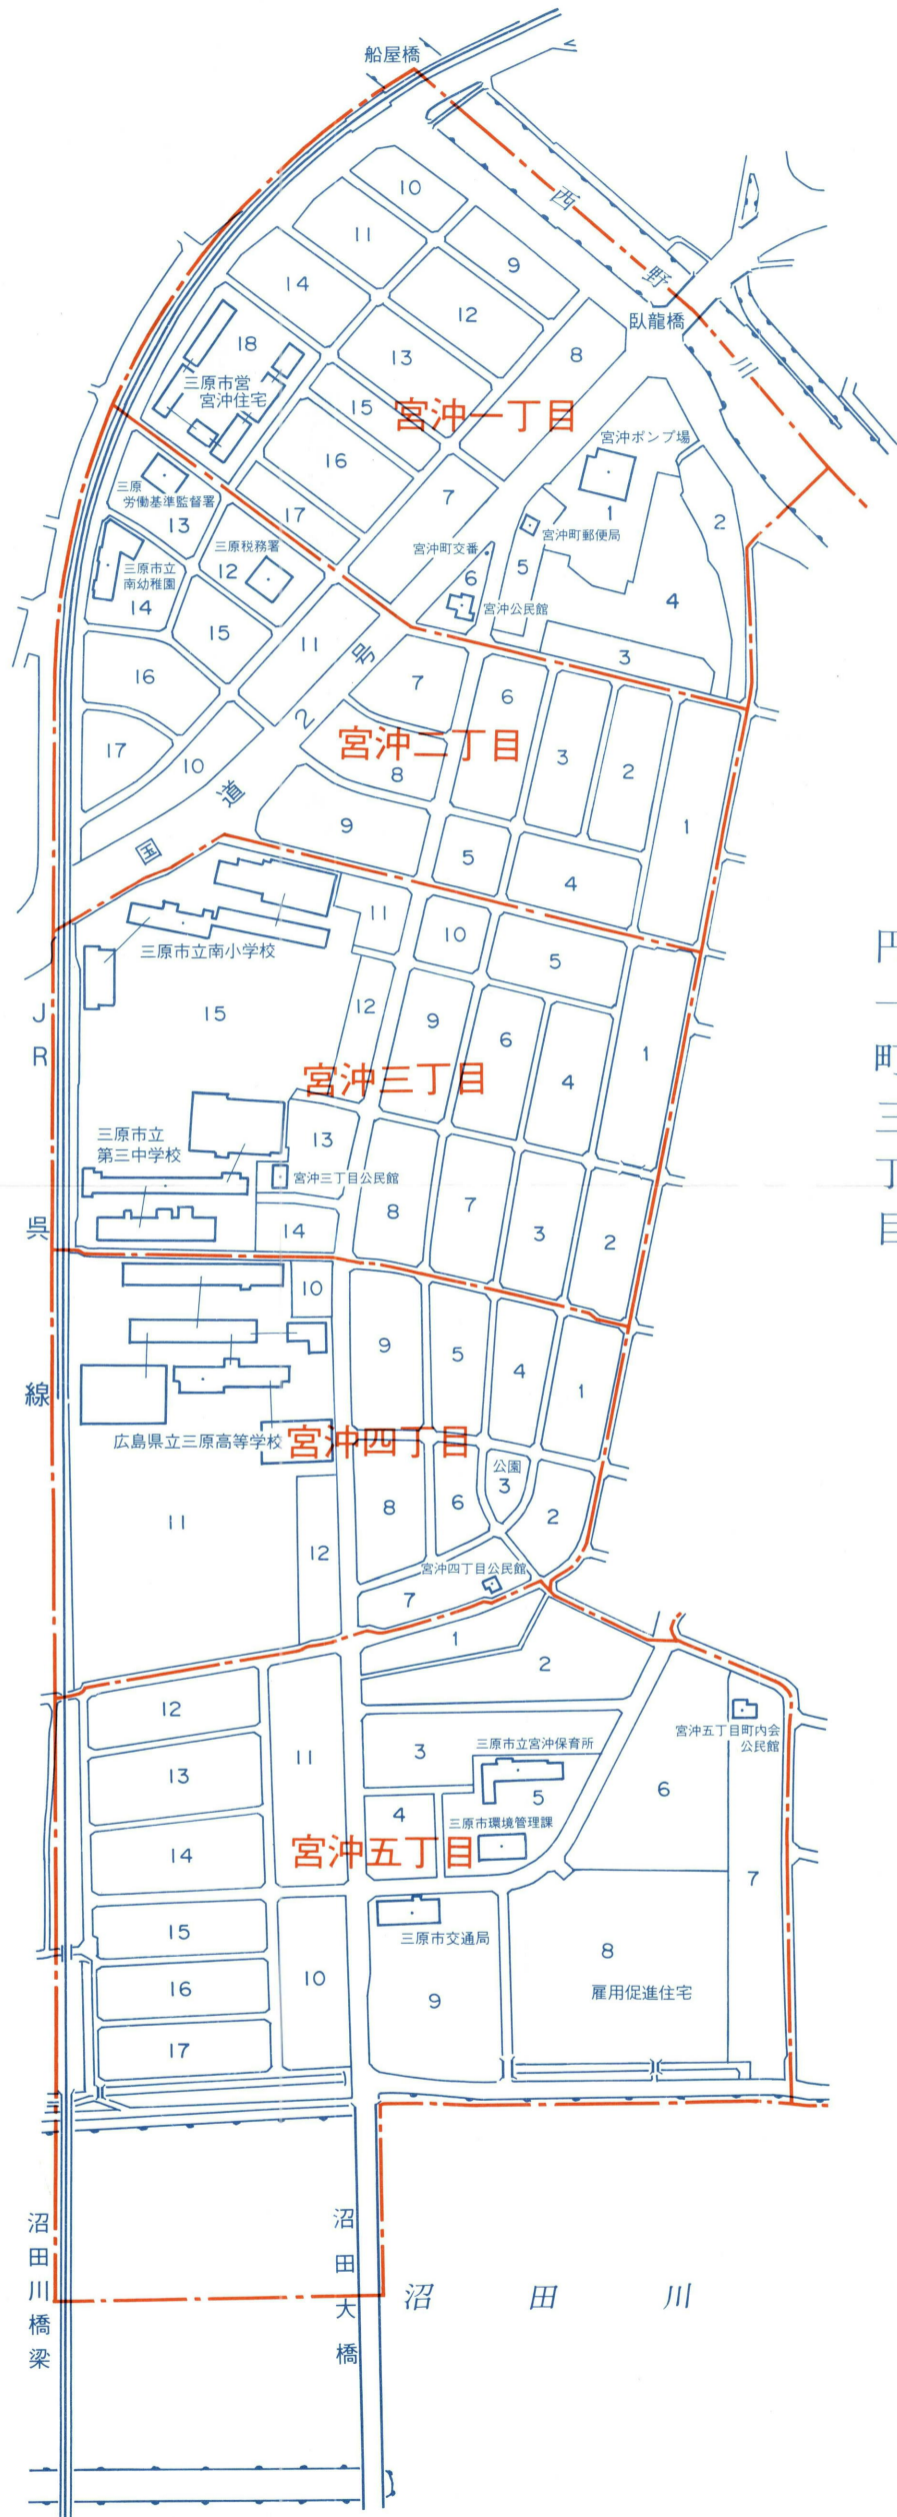 船屋橋
西野川
臥龍橋
10
11
9
14
12
8
18
13
三原市営
宮沖住宅
15
宮沖一丁目
16
17
7
宮沖ポンプ場
1
2
宮沖町郵便局
5
宮沖町交番
6
宮沖公民館
4
3
三原
労働基準監督署
13
三原税務署
12
三原市立
南幼稚園
14
15
11
16
17
10
国道2号
7
6
宮沖二丁目
8
3
2
1
9
5
4
三原市立南小学校
11
10
5
15
12
9
6
4
1
宮沖三丁目
三原市立
第三中学校
13
宮沖三丁目公民館
14
8
7
3
2
円一町三丁目
JR呉線
10
9
5
4
1
広島県立三原高等学校
宮沖四丁目
公園
3
11
8
6
2
12
宮沖四丁目公民館
7
1
2
12
11
3
三原市立宮沖保育所
宮沖五丁目町内会
公民館
13
5
6
4
三原市環境管理課
14
宮沖五丁目
7
15
三原市交通局
8
雇用促進住宅
16
10
9
17
沼田川橋梁
沼田大橋
沼田川